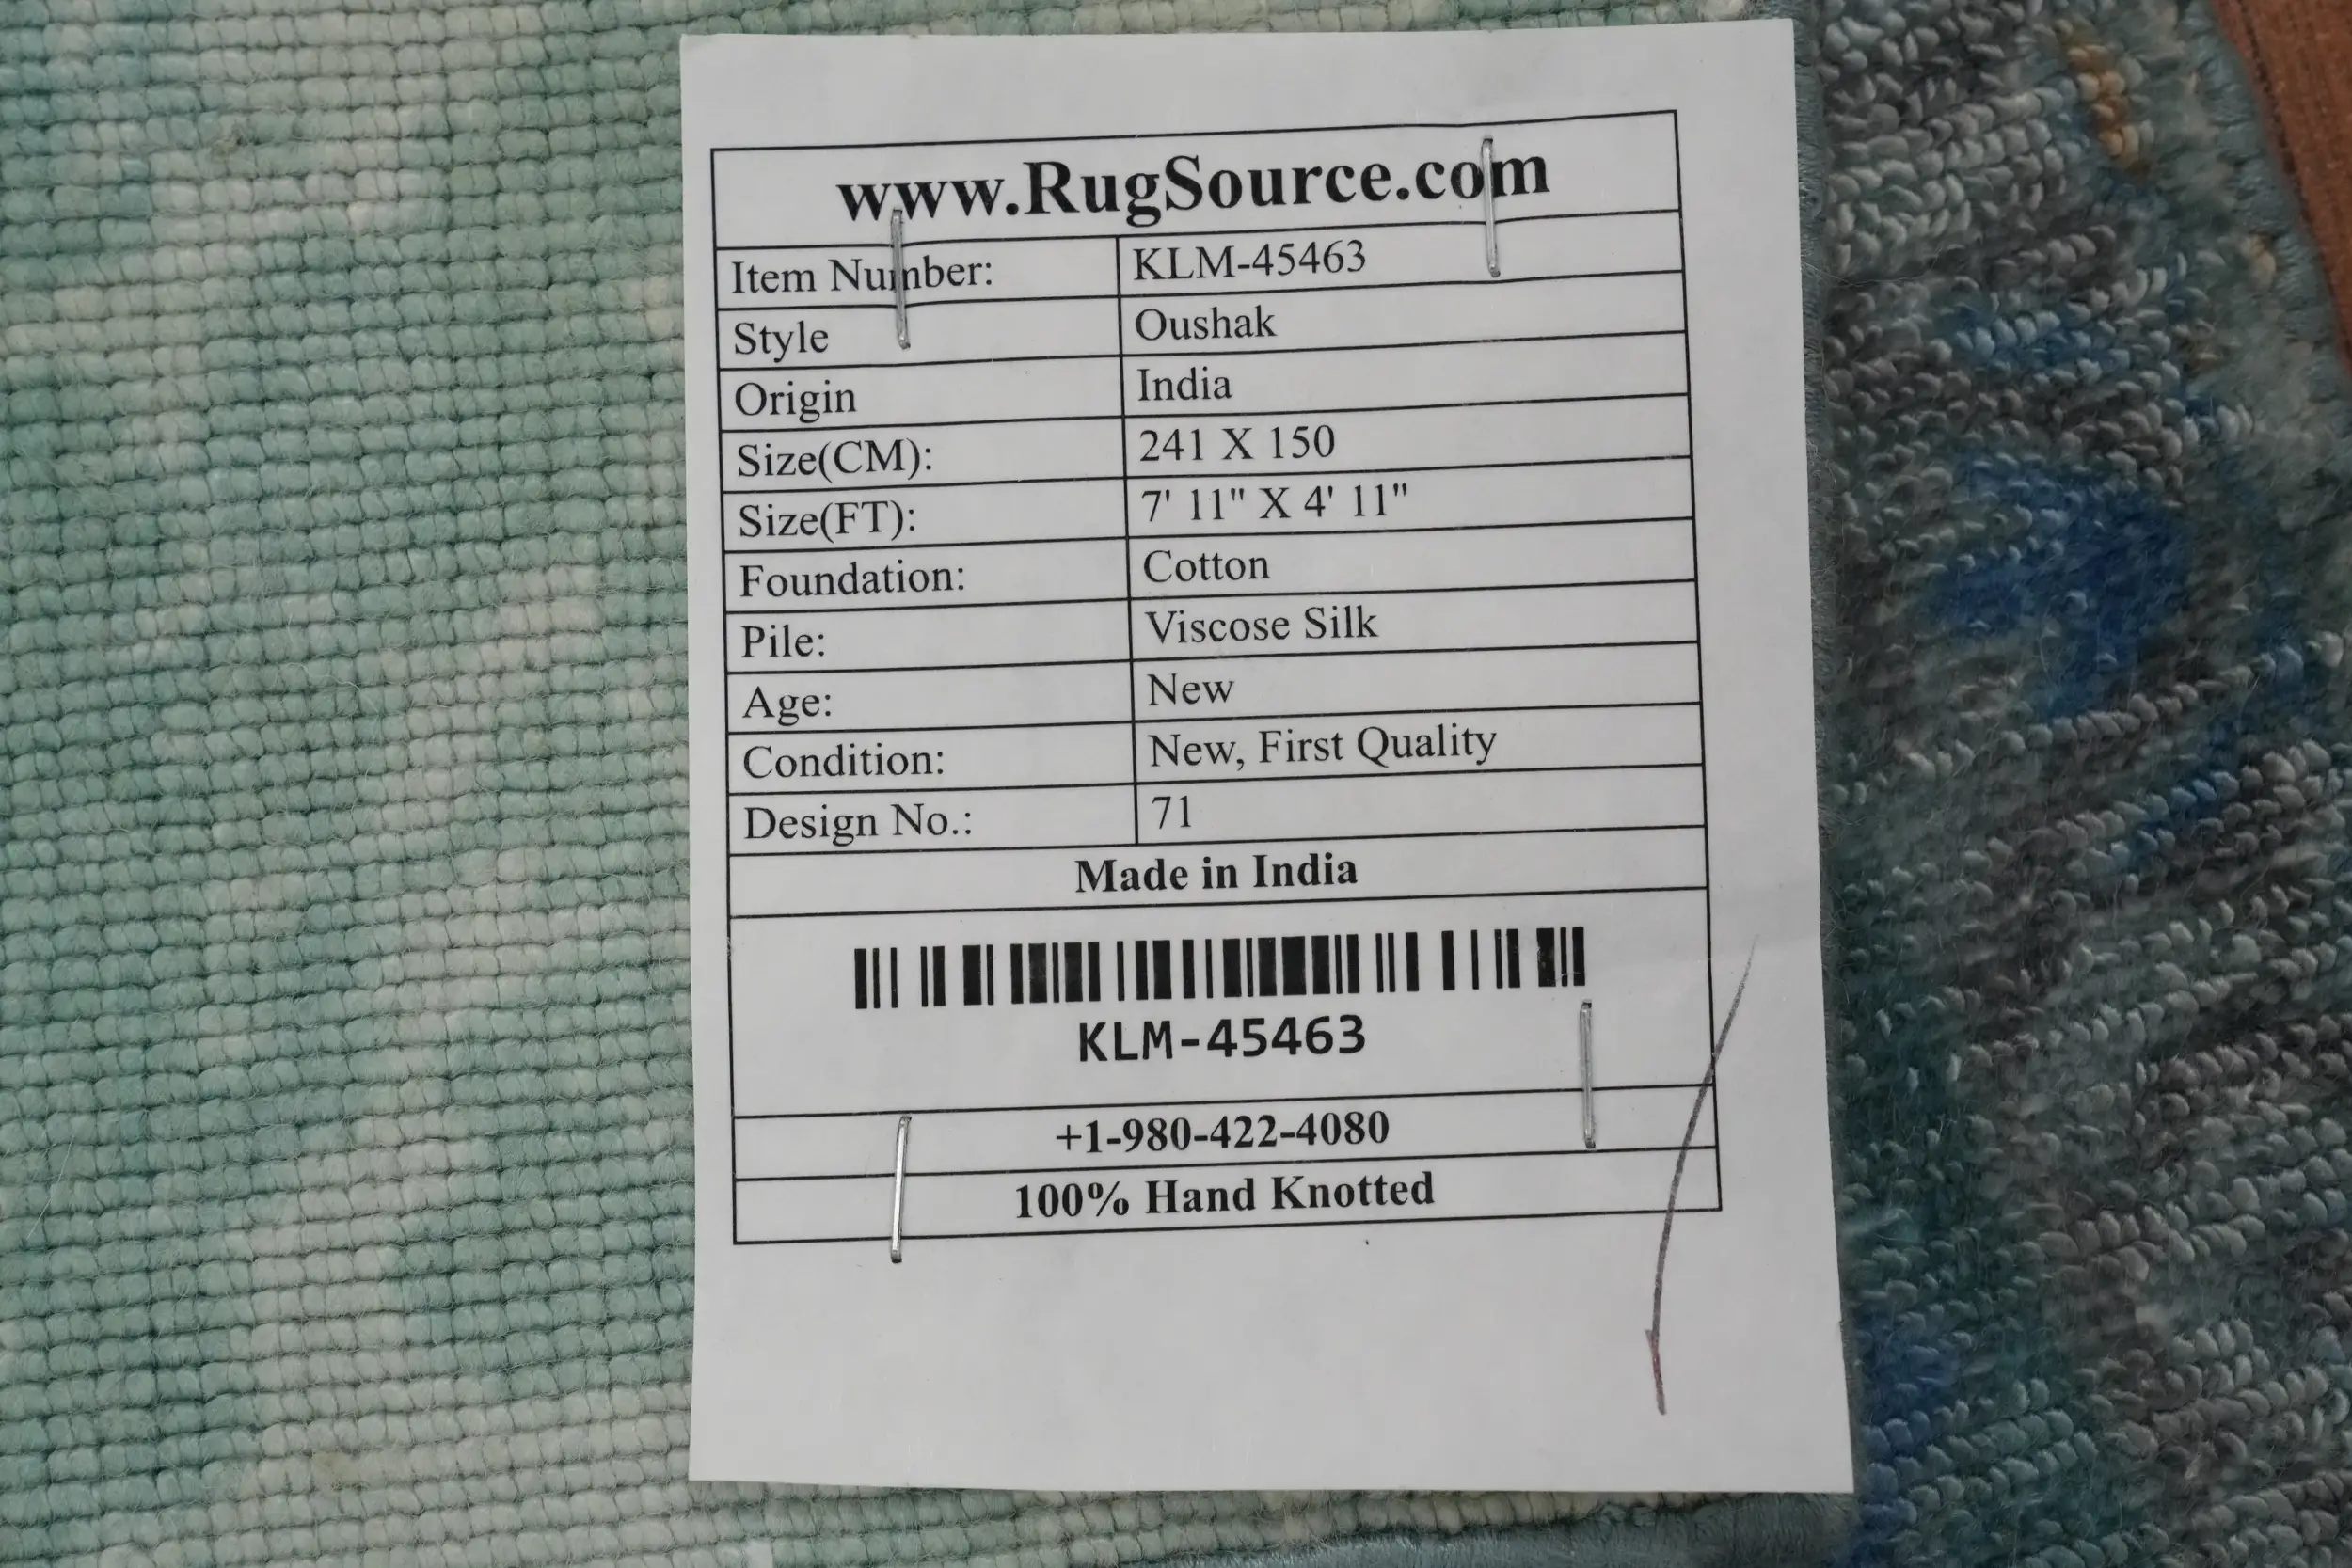 www.RugSource.com
Item Number: KLM-45463
Style Oushak
Origin India
Size(CM): 241 X 150
Size(FT): 7' 11" X 4' 11"
Foundation: Cotton
Pile: Viscose Silk
Age: New
Condition: New, First Quality
Design No.: 71
Made in India
KLM-45463
+1-980-422-4080
100% Hand Knotted